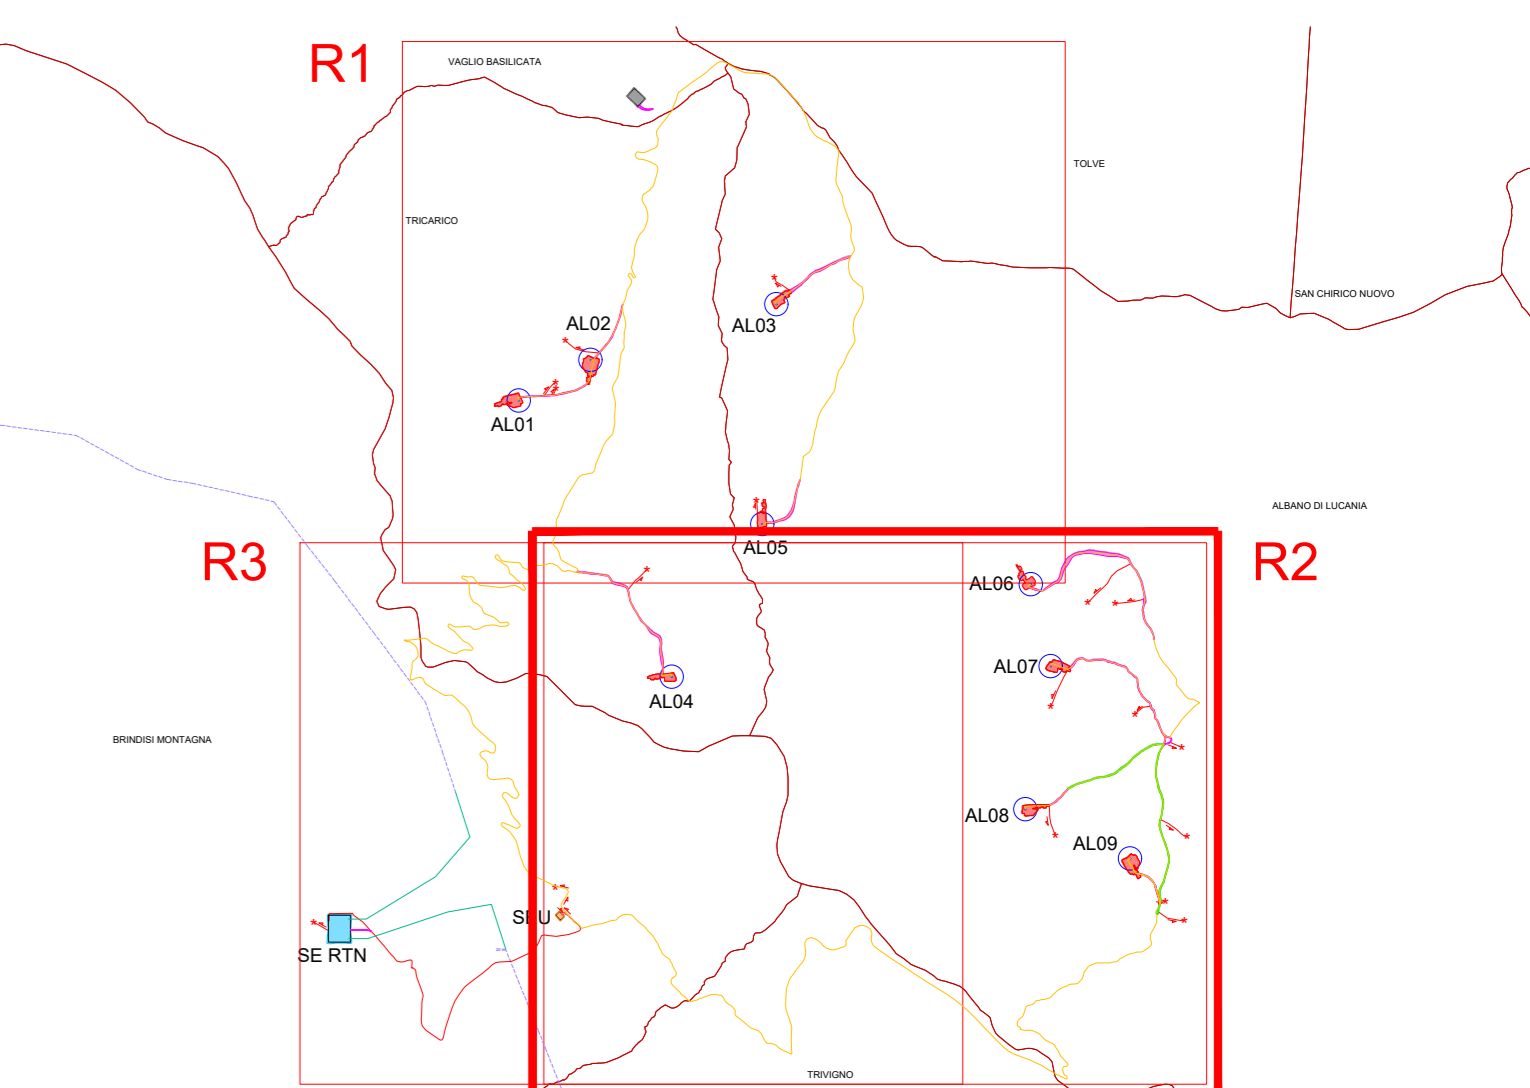 R1
VAGLIO BASILICATA
TOLVE
TRICARICO
SAN CHIRICO NUOVO
AL02
AL03
AL01
ALBANO DI LUCANIA
AL05
R3
R2
AL06
AL07
AL04
BRINDISI MONTAGNA
AL08
AL09
SEU
SE RTN
TRIVIGNO